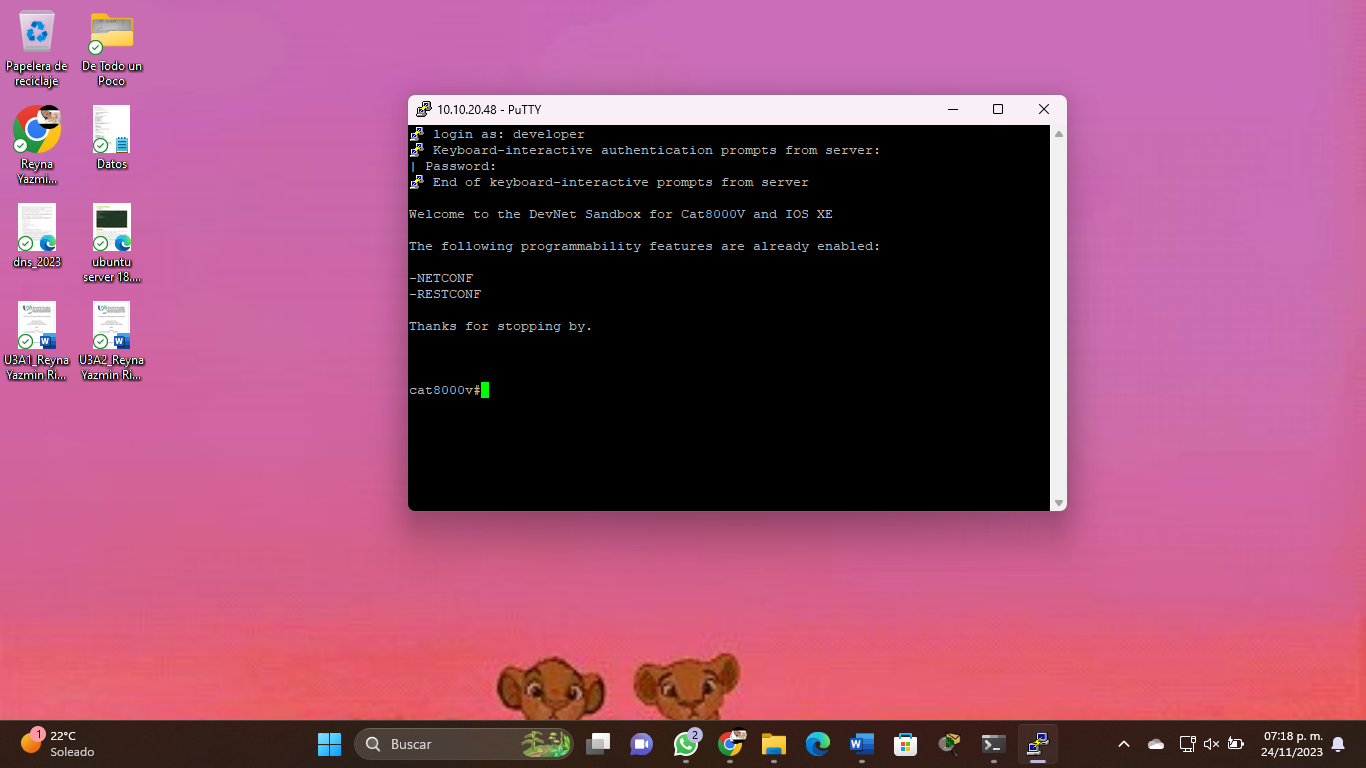 Papelera de
reciclaje
De Todo un
Poco
Reyna
Yazmi...
Datos
dns_2023
ubuntu
server 18....
U3A1_Reyna
Yazmin Ri...
U3A2_Reyna
Yazmin Ri...
10.10.20.48 - PuTTY
login as: developer
Keyboard-interactive authentication prompts from server:
| Password:
End of keyboard-interactive prompts from server
Welcome to the DevNet Sandbox for Cat8000V and IOS XE
The following programmability features are already enabled:
-NETCONF
-RESTCONF
Thanks for stopping by.
cat8000v#
1
22°C
Soleado
Buscar
2
07:18 p. m.
24/11/2023